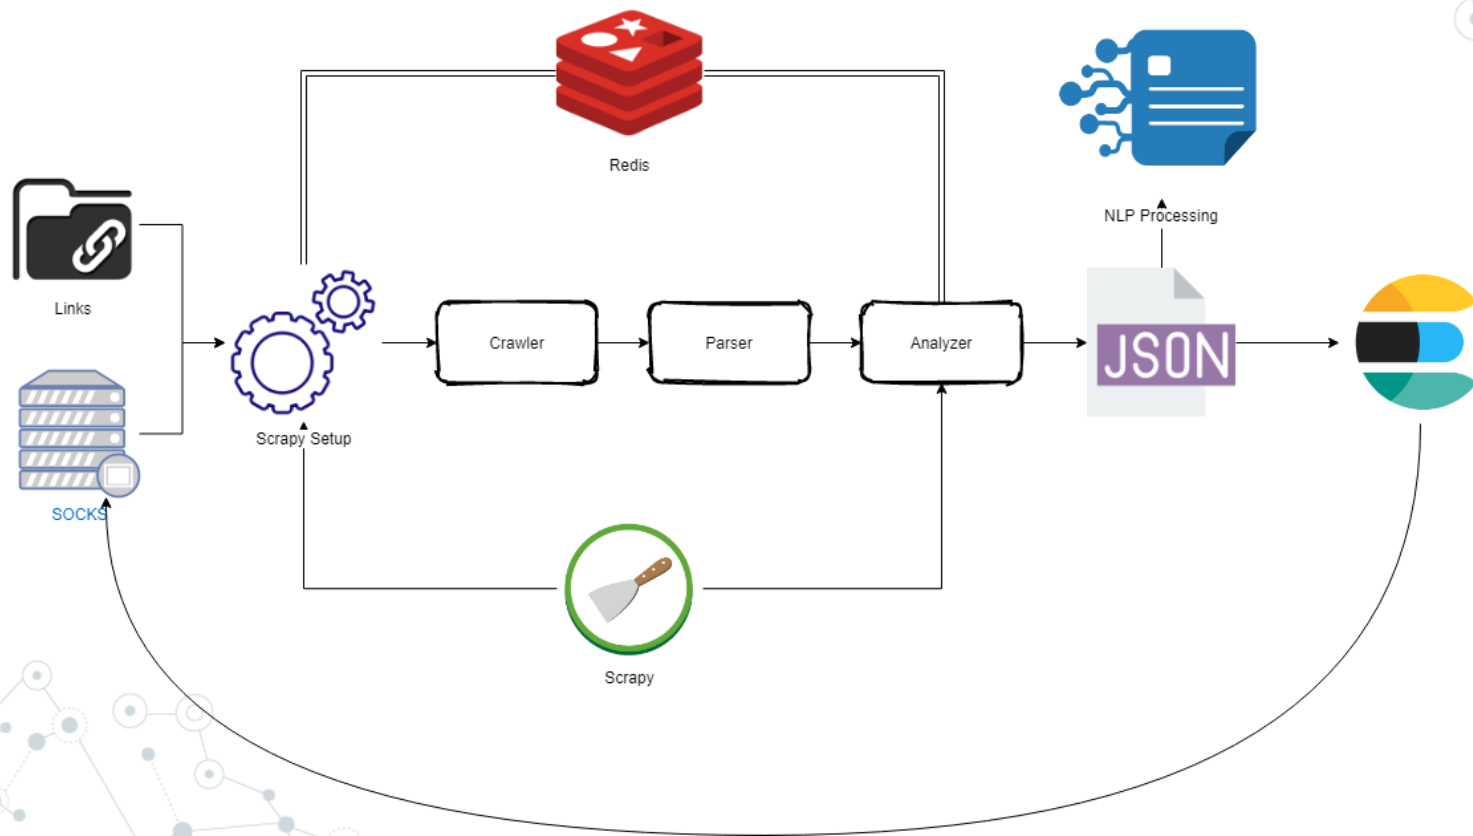 Redis
NLP Processing
Links
Crawler
Parser
Analyzer
JSON
Scrapy Setup
SOCKS
Scrapy